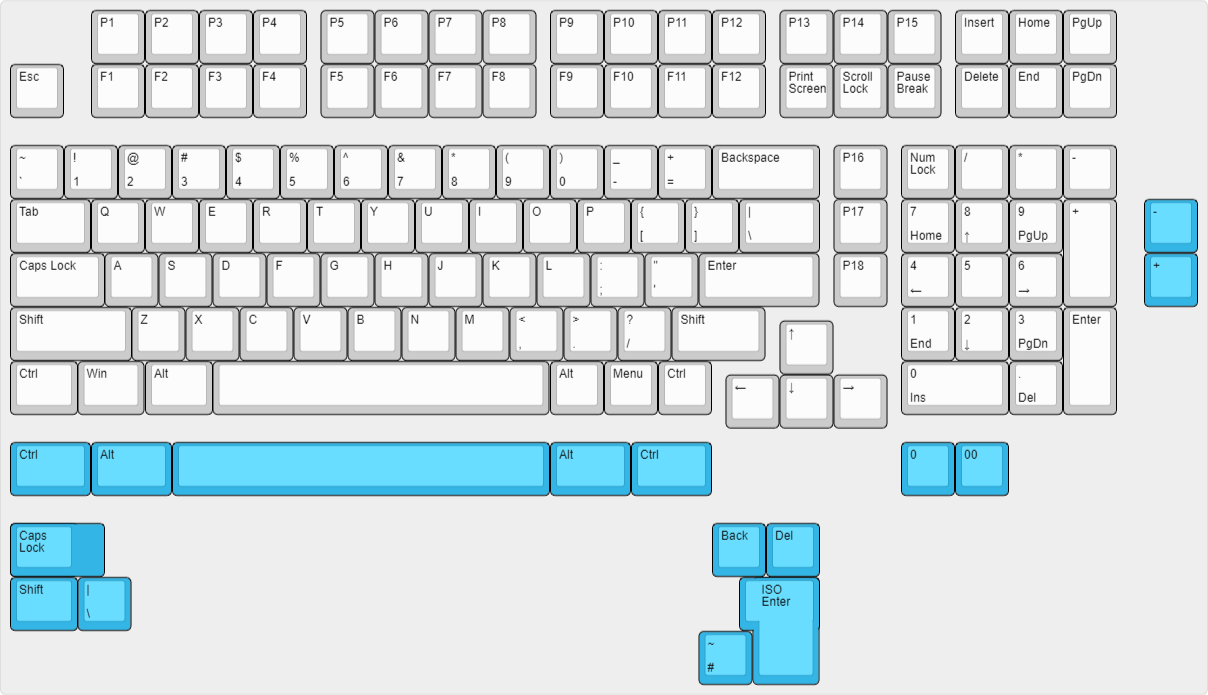 P1 P2 P3 P4 P5 P6 P7 P8 P9 P10 P11 P12 P13 P14 P15 Insert Home PgUp
Esc F1 F2 F3 F4 F5 F6 F7 F8 F9 F10 F11 F12 Print Scroll Pause Delete End PgDn
Screen Lock Break
~ ! @ # $ % ^ & * ( ) _ + Backspace P16 Num / * -
Lock
` 1 2 3 4 5 6 7 8 9 0 - =
Tab Q W E R T Y U I O P { } | P17 7 8 9 + -
[ ] \ Home ↑ PgUp
Caps Lock A S D F G H J K L : " Enter P18 4 5 6 +
; ' ← →
Shift Z X C V B N M < > ? Shift ↑ 1 2 3 Enter
, . / End ↓ PgDn
Ctrl Win Alt Alt Menu Ctrl ← ↓ → 0 .
Ins Del
Ctrl Alt Alt Ctrl 0 00
Caps Back Del
Lock
Shift | ISO
Enter
\
~
#